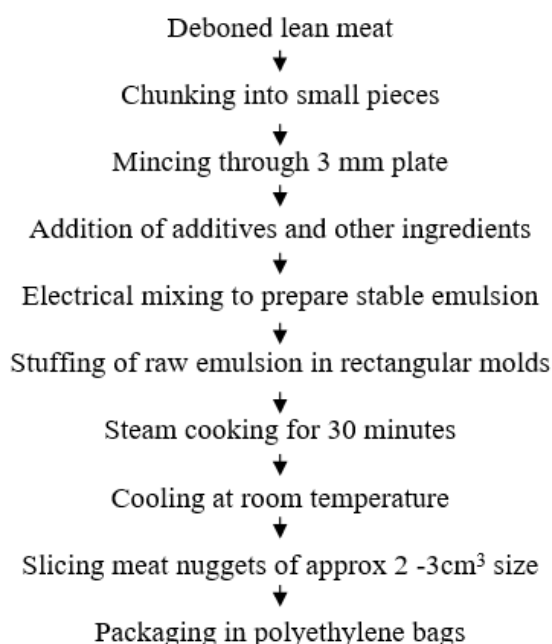 Deboned lean meat
Chunking into small pieces
Mincing through 3 mm plate
Addition of additives and other ingredients
Electrical mixing to prepare stable emulsion
Stuffing of raw emulsion in rectangular molds
Steam cooking for 30 minutes
Cooling at room temperature
Slicing meat nuggets of approx 2 -3cm³ size
Packaging in polyethylene bags